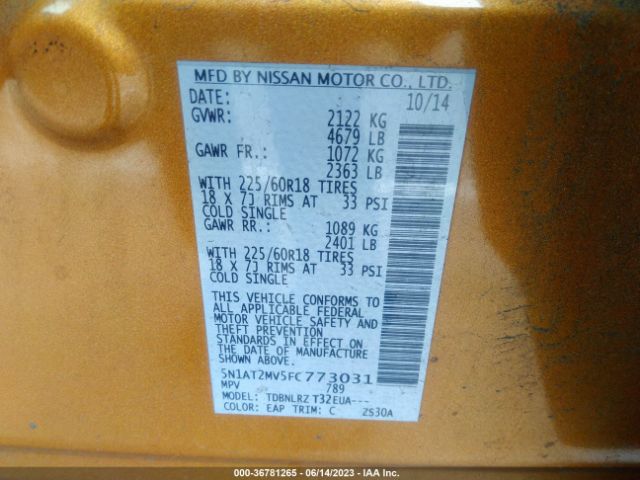 MFD BY NISSAN MOTOR CO., LTD.
DATE: 10/14
GVWR: 2122 KG
4679 LB
GAWR FR.: 1072 KG
2363 LB
WITH 225/60R18 TIRES
18 X 7J RIMS AT 33 PSI
COLD SINGLE
GAWR RR.: 1089 KG
2401 LB
WITH 225/60R18 TIRES
18 X 7J RIMS AT 33 PSI
COLD SINGLE
THIS VEHICLE CONFORMS TO
ALL APPLICABLE FEDERAL
MOTOR VEHICLE SAFETY AND
THEFT PREVENTION
STANDARDS IN EFFECT ON
THE DATE OF MANUFACTURE
SHOWN ABOVE.
5N1AT2MV5FC773031
MPV 789
MODEL: TDBNLRZ T32EUA---
COLOR: EAP TRIM: C 2S30A
000-36781265 - 06/14/2023 - IAA Inc.